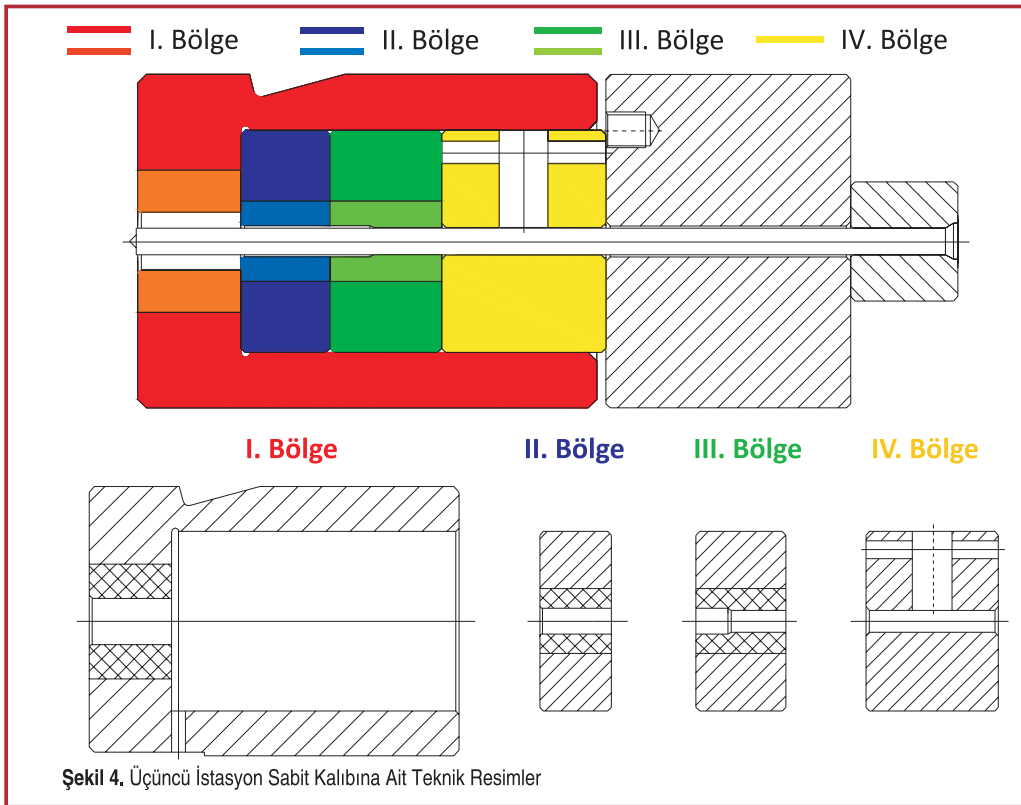 I. Bölge II. Bölge III. Bölge IV. Bölge
I. Bölge II. Bölge III. Bölge IV. Bölge
Şekil 4. Üçüncü İstasyon Sabit Kalıbına Ait Teknik Resimler